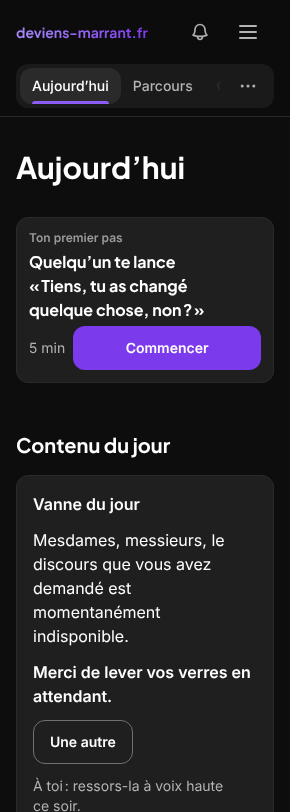 deviens-marrant.fr
Aujourd’hui
Parcours
Aujourd’hui
Ton premier pas
Quelqu’un te lance
« Tiens, tu as changé
quelque chose, non ? »
5 min
Commencer
Contenu du jour
Vanne du jour
Mesdames, messieurs, le
discours que vous avez
demandé est
momentanément
indisponible.
Merci de lever vos verres en
attendant.
Une autre
À toi : ressors-la à voix haute
ce soir.